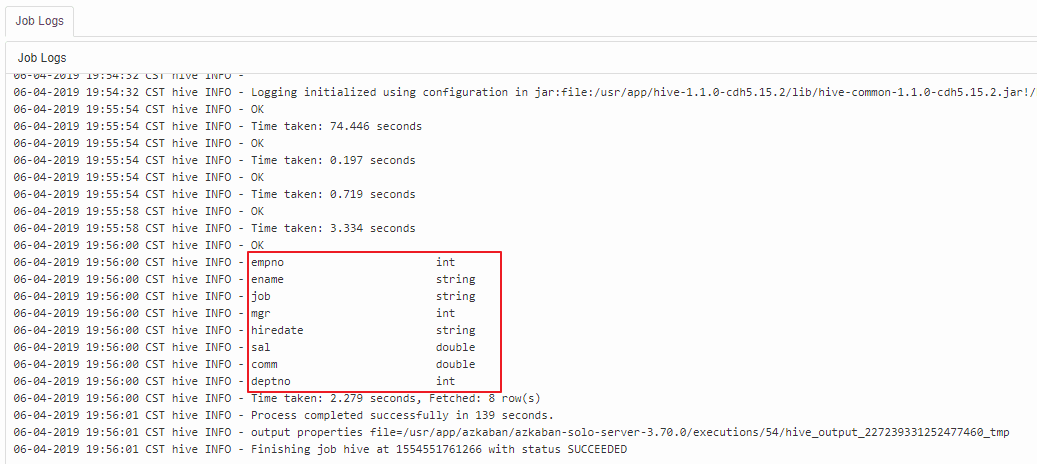 Job Logs
Job Logs
06-04-2019 19:54:32 CST hive INFO -
06-04-2019 19:54:32 CST hive INFO - Logging initialized using configuration in jar:file:/usr/app/hive-1.1.0-cdh5.15.2/lib/hive-common-1.1.0-cdh5.15.2.jar!/
06-04-2019 19:55:54 CST hive INFO - OK
06-04-2019 19:55:54 CST hive INFO - Time taken: 74.446 seconds
06-04-2019 19:55:54 CST hive INFO - OK
06-04-2019 19:55:54 CST hive INFO - Time taken: 0.197 seconds
06-04-2019 19:55:54 CST hive INFO - OK
06-04-2019 19:55:54 CST hive INFO - Time taken: 0.719 seconds
06-04-2019 19:55:58 CST hive INFO - OK
06-04-2019 19:55:58 CST hive INFO - Time taken: 3.334 seconds
06-04-2019 19:56:00 CST hive INFO - OK
06-04-2019 19:56:00 CST hive INFO - empno int
06-04-2019 19:56:00 CST hive INFO - ename string
06-04-2019 19:56:00 CST hive INFO - job string
06-04-2019 19:56:00 CST hive INFO - mgr int
06-04-2019 19:56:00 CST hive INFO - hiredate string
06-04-2019 19:56:00 CST hive INFO - sal double
06-04-2019 19:56:00 CST hive INFO - comm double
06-04-2019 19:56:00 CST hive INFO - deptno int
06-04-2019 19:56:00 CST hive INFO - Time taken: 2.279 seconds, Fetched: 8 row(s)
06-04-2019 19:56:01 CST hive INFO - Process completed successfully in 139 seconds.
06-04-2019 19:56:01 CST hive INFO - output properties file=/usr/app/azkaban/azkaban-solo-server-3.70.0/executions/54/hive_output_227239331252477460_tmp
06-04-2019 19:56:01 CST hive INFO - Finishing job hive at 1554551761266 with status SUCCEEDED